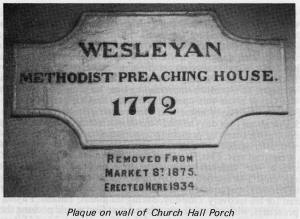 WESLEYAN
METHODIST PREACHING HOUSE.
1772
REMOVED FROM
MARKET ST. 1875.
ERECTED HERE 1934.
Plaque on wall of Church Hall Porch